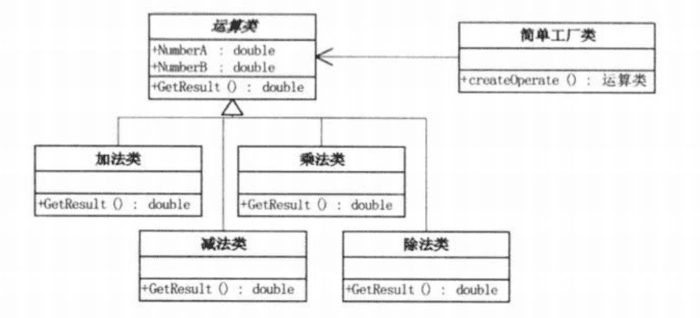 运算类
+NumberA : double
+NumberB : double
+GetResult () : double
简单工厂类
+createOperate () : 运算类
加法类
+GetResult () : double
乘法类
+GetResult () : double
减法类
+GetResult () : double
除法类
+GetResult () : double